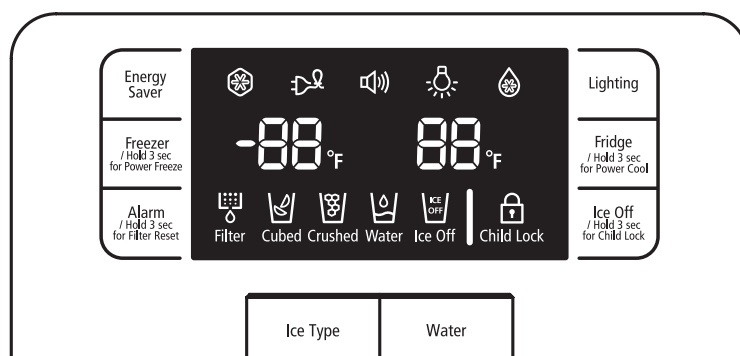 Energy
Saver
Lighting
-88 °F
88 °F
Freezer
/ Hold 3 sec
for Power Freeze
Fridge
/ Hold 3 sec
for Power Cool
Alarm
/ Hold 3 sec
for Filter Reset
ICE
OFF
Filter Cubed Crushed Water Ice Off Child Lock
Ice Off
/ Hold 3 sec
for Child Lock
Ice Type
Water